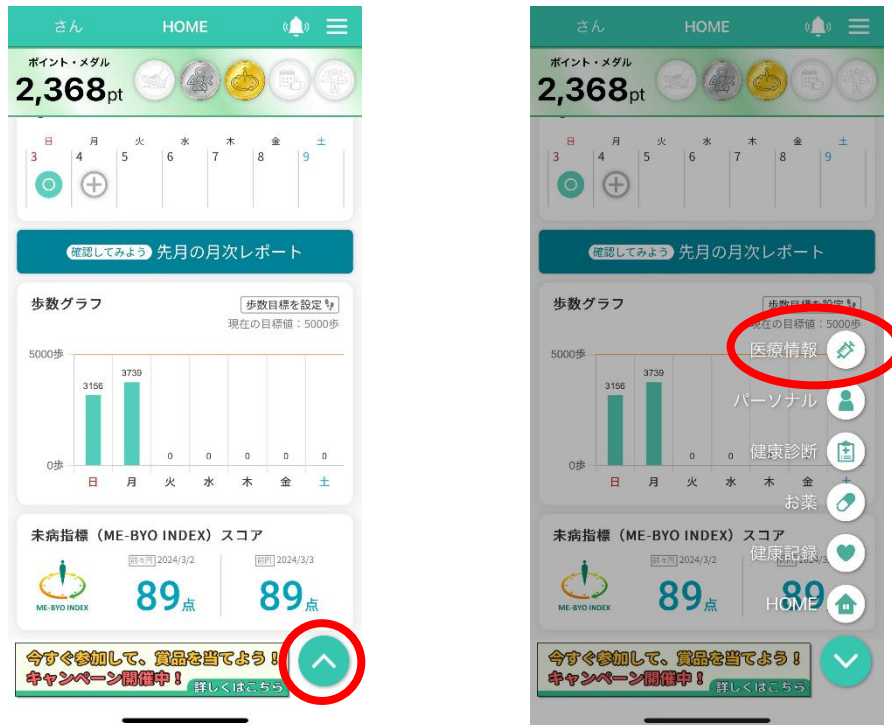 さん HOME
ポイント・メダル
2,368pt
日 月 火 水 木 金 土
3 4 5 6 7 8 9
確認してみよう 先月の月次レポート
歩数グラフ
歩数目標を設定
現在の目標値：5000歩
5000歩
3156 3739 0 0 0 0 0
0歩
日 月 火 水 木 金 土
未病指標（ME-BYO INDEX）スコア
前々回 2024/3/2 前回 2024/3/3
89点 89点
ME-BYO INDEX
今すぐ参加して、賞品を当てよう！
キャンペーン開催中！
詳しくはこちら
さん HOME
ポイント・メダル
2,368pt
日 月 火 水 木 金 土
3 4 5 6 7 8 9
確認してみよう 先月の月次レポート
歩数グラフ
歩数目標を設定
現在の目標値：5000歩
5000歩
医療情報
3156 3739 0 0
パーソナル
健康診断
0歩
日 月 火 水 木 金 土
お薬
未病指標（ME-BYO INDEX）スコア
健康記録
前々回 2024/3/2 前回 2024/3
89点 89
HOME
ME-BYO INDEX
今すぐ参加して、賞品を当てよう！
キャンペーン開催中！
詳しくはこちら